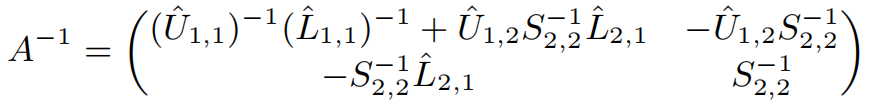 A^{-1} = \begin{pmatrix} (\hat{U}_{1,1})^{-1}(\hat{L}_{1,1})^{-1} + \hat{U}_{1,2}S_{2,2}^{-1}\hat{L}_{2,1} & -\hat{U}_{1,2}S_{2,2}^{-1} \\ -S_{2,2}^{-1}\hat{L}_{2,1} & S_{2,2}^{-1} \end{pmatrix}